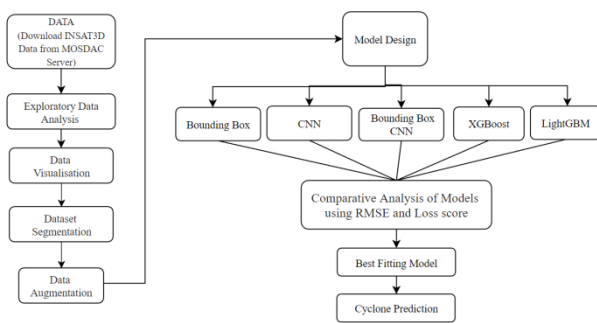 DATA
(Download INSAT3D
Data from MOSDAC
Server)
Exploratory Data
Analysis
Data
Visualisation
Dataset
Segmentation
Data
Augmentation
Model Design
Bounding Box
CNN
Bounding Box
CNN
XGBoost
LightGBM
Comparative Analysis of Models
using RMSE and Loss score
Best Fitting Model
Cyclone Prediction